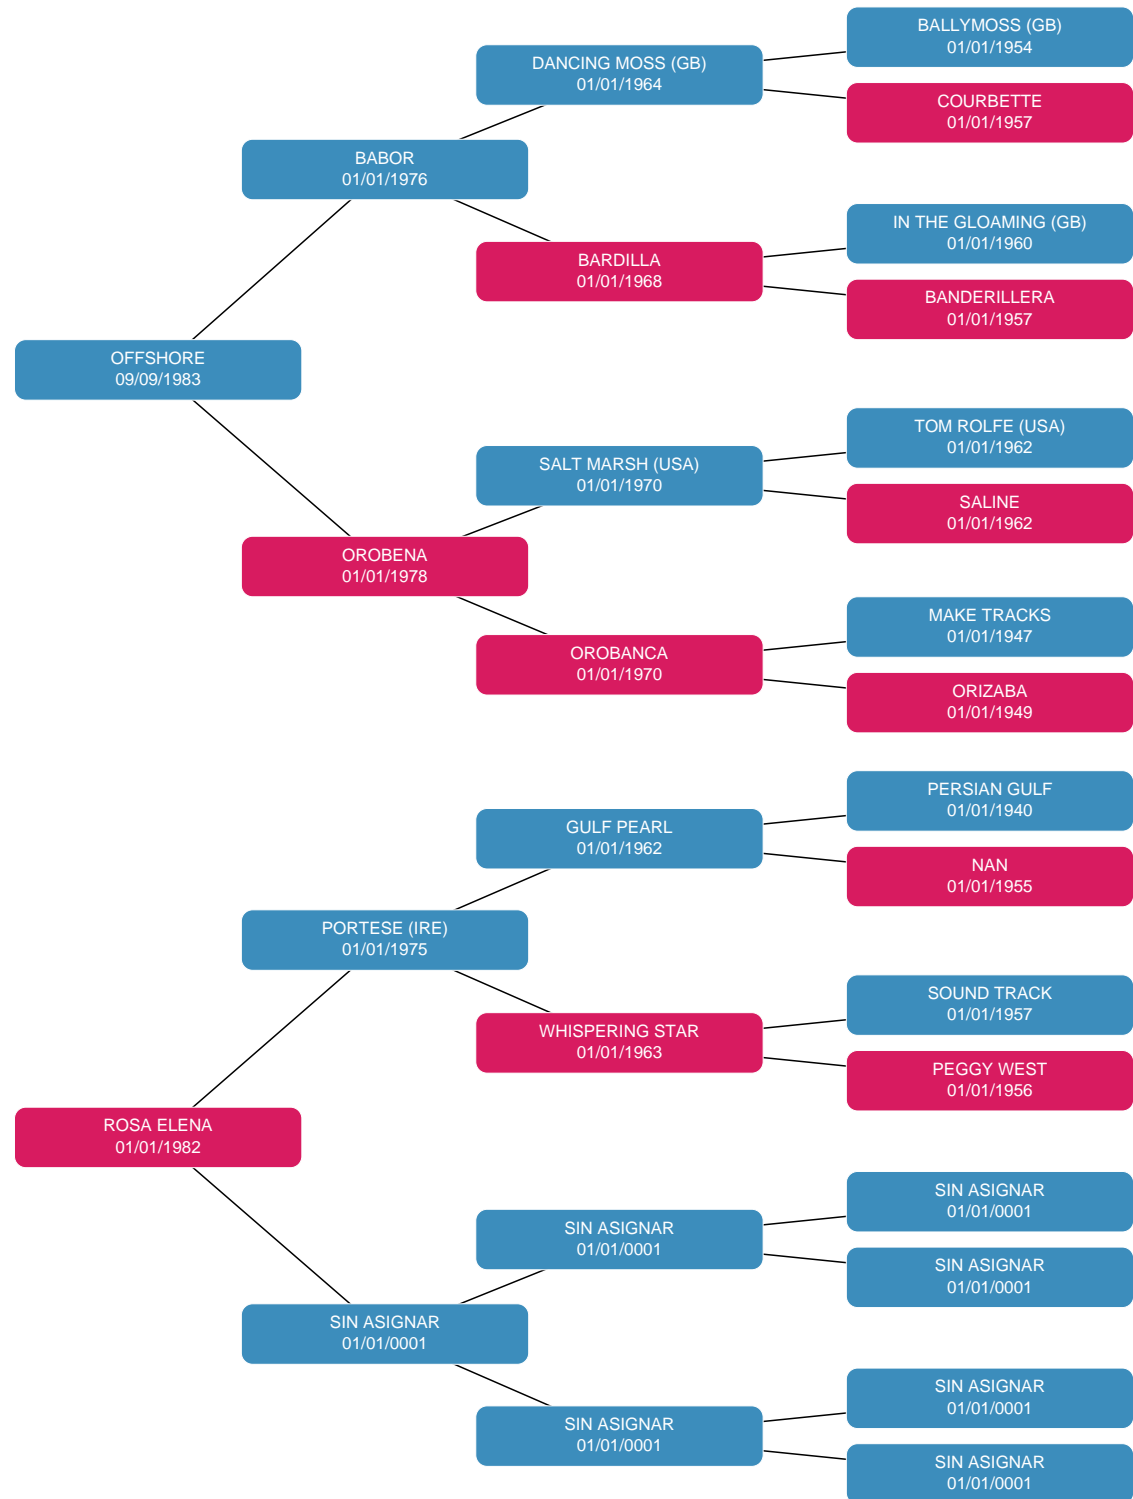 BALLYMOSS (GB)
01/01/1954
DANCING MOSS (GB)
01/01/1964
COURBETTE
01/01/1957
BABOR
01/01/1976
IN THE GLOAMING (GB)
01/01/1960
BARDILLA
01/01/1968
BANDERILLERA
01/01/1957
OFFSHORE
09/09/1983
TOM ROLFE (USA)
01/01/1962
SALT MARSH (USA)
01/01/1970
SALINE
01/01/1962
OROBENA
01/01/1978
MAKE TRACKS
01/01/1947
OROBANCA
01/01/1970
ORIZABA
01/01/1949
PERSIAN GULF
01/01/1940
GULF PEARL
01/01/1962
NAN
01/01/1955
PORTESE (IRE)
01/01/1975
SOUND TRACK
01/01/1957
WHISPERING STAR
01/01/1963
PEGGY WEST
01/01/1956
ROSA ELENA
01/01/1982
SIN ASIGNAR
01/01/0001
SIN ASIGNAR
01/01/0001
SIN ASIGNAR
01/01/0001
SIN ASIGNAR
01/01/0001
SIN ASIGNAR
01/01/0001
SIN ASIGNAR
01/01/0001
SIN ASIGNAR
01/01/0001